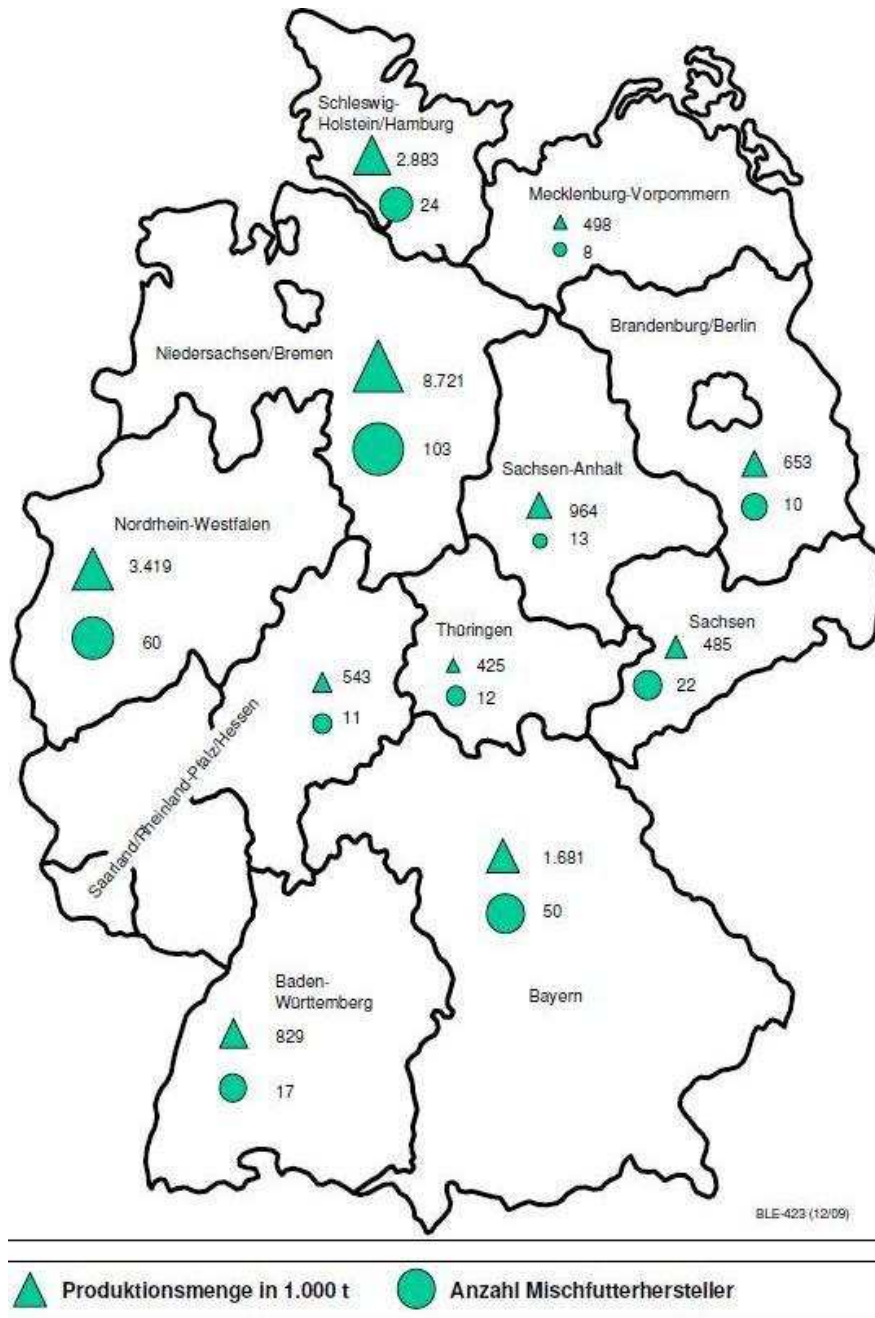 Schleswig-
Holstein/Hamburg
2.883
24
Mecklenburg-Vorpommern
498
8
Brandenburg/Berlin
Niedersachsen/Bremen
8.721
103
653
10
Sachsen-Anhalt
964
13
Nordrhein-Westfalen
3.419
60
Sachsen
485
22
Thüringen
425
12
543
11
Saarland/Rheinland-Pfalz/Hessen
1.681
50
Bayern
Baden-
Württemberg
829
17
BLE-423 (12/09)
Produktionsmenge in 1.000 t
Anzahl Mischfutterhersteller